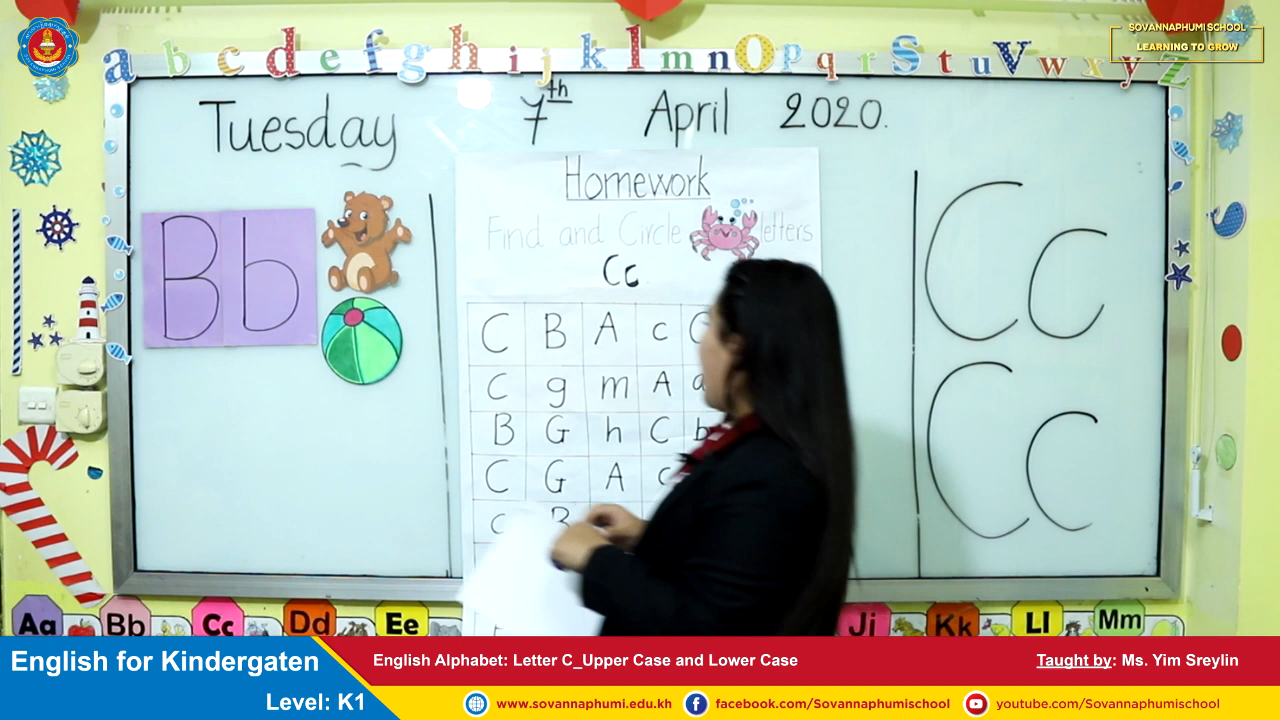 SOVANNAPHUMI SCHOOL
LEARNING TO GROW
a b c d e f g h i j k l m n o p q r s t u v w x y z
Tuesday 7th April 2020.
Homework
Find and Circle letters
Cc
Bb
Cc
Cc
C B A c
C g m A a
B G h C b
C G A c
c B
Aa Bb Cc Dd Ee Jj Kk Ll Mm
English for Kindergaten
Level: K1
English Alphabet: Letter C_Upper Case and Lower Case
Taught by: Ms. Yim Sreylin
www.sovannaphumi.edu.kh
facebook.com/Sovannaphumischool
youtube.com/Sovannaphumischool